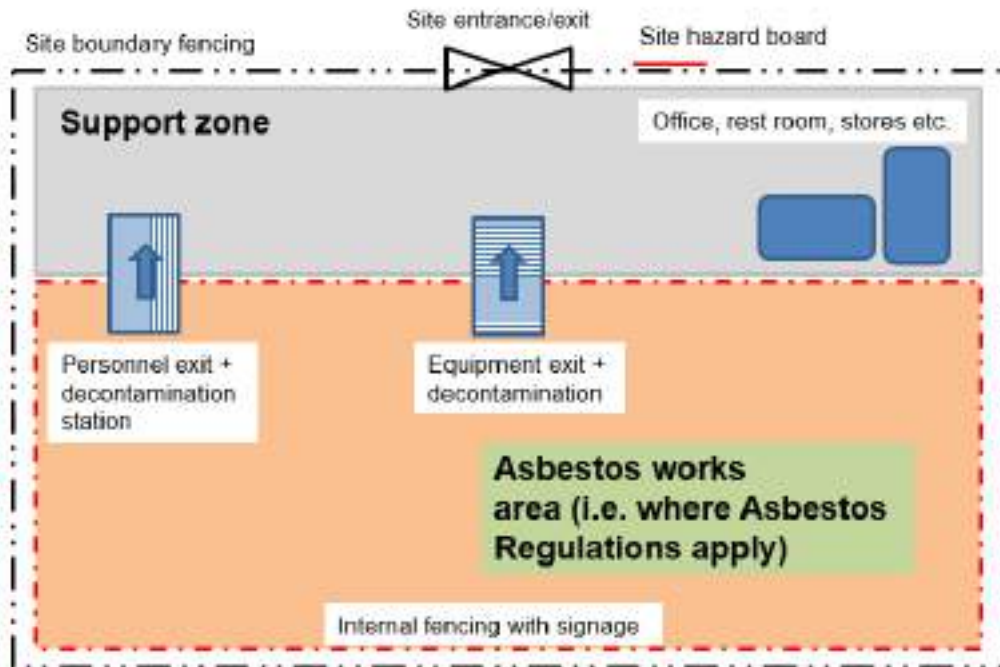 Site entrance/exit
Site boundary fencing
Site hazard board
Support zone
Office, rest room, stores etc.
Personnel exit +
decontamination
station
Equipment exit +
decontamination
Asbestos works
area (i.e. where Asbestos
Regulations apply)
Internal fencing with signage